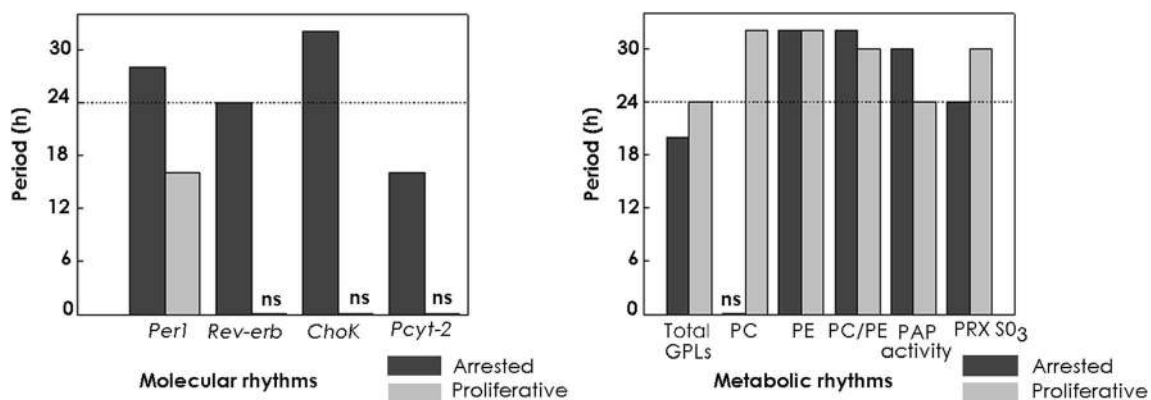 Period (h)
30
24
18
12
6
0
ns
ns
ns
Per1 Rev-erb ChoK Pcyt-2
Molecular rhythms
Arrested
Proliferative
Period (h)
30
24
18
12
6
0
ns
Total GPLs
PC PE PC/PE
PAP activity
PRX S0₃
Metabolic rhythms
Arrested
Proliferative